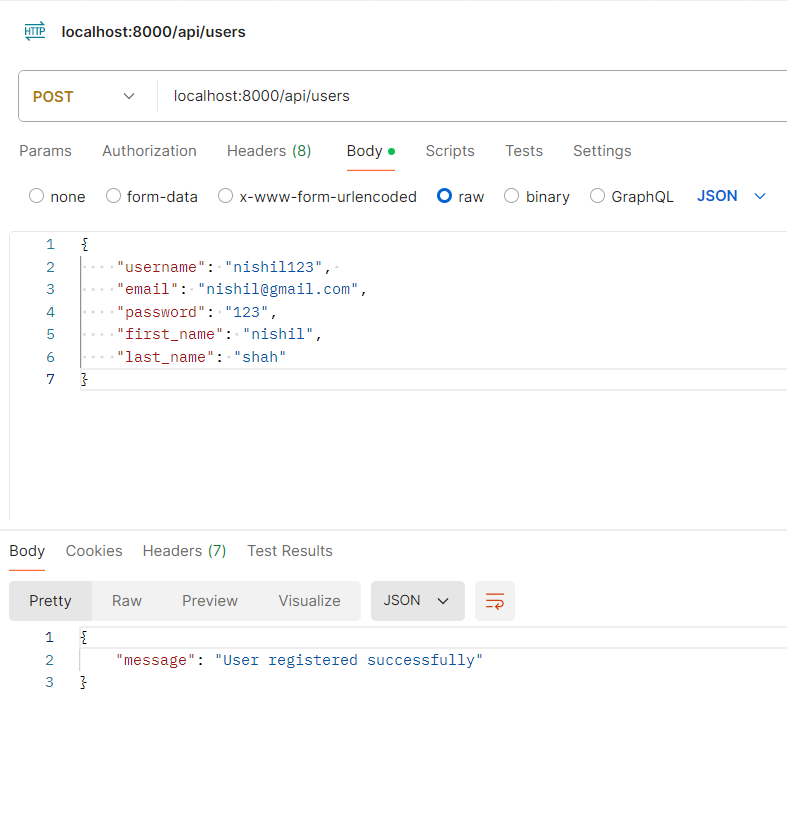 HTTP localhost:8000/api/users
POST localhost:8000/api/users
Params Authorization Headers (8) Body Scripts Tests Settings
none form-data x-www-form-urlencoded raw binary GraphQL JSON
1 {
2 "username": "nishil123",
3 "email": "nishil@gmail.com",
4 "password": "123",
5 "first_name": "nishil",
6 "last_name": "shah"
7 }
Body Cookies Headers (7) Test Results
Pretty Raw Preview Visualize JSON
1 {
2 "message": "User registered successfully"
3 }